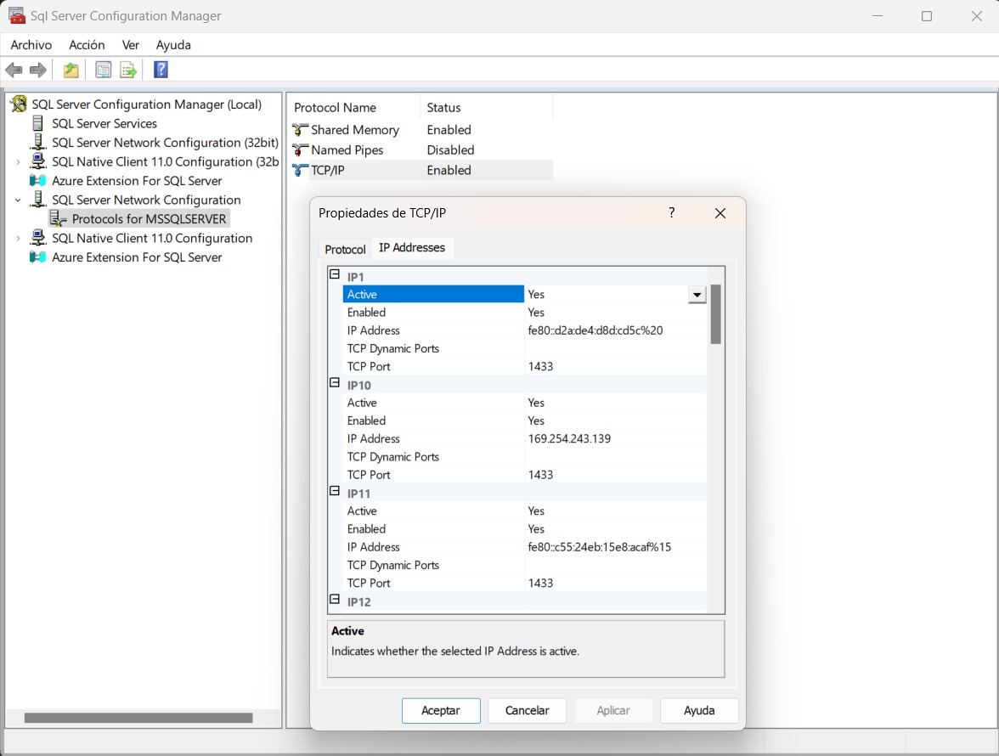 Sql Server Configuration Manager
Archivo Acción Ver Ayuda
SQL Server Configuration Manager (Local)
SQL Server Services
SQL Server Network Configuration (32bit)
SQL Native Client 11.0 Configuration (32b
Azure Extension For SQL Server
SQL Server Network Configuration
Protocols for MSSQLSERVER
SQL Native Client 11.0 Configuration
Azure Extension For SQL Server
Protocol Name Status
Shared Memory Enabled
Named Pipes Disabled
TCP/IP Enabled
Propiedades de TCP/IP ?
Protocol IP Addresses
IP1
Active Yes
Enabled Yes
IP Address fe80::d2a:de4:d8d:cd5c%20
TCP Dynamic Ports
TCP Port 1433
IP10
Active Yes
Enabled Yes
IP Address 169.254.243.139
TCP Dynamic Ports
TCP Port 1433
IP11
Active Yes
Enabled Yes
IP Address fe80::c55:24eb:15e8:acaf%15
TCP Dynamic Ports
TCP Port 1433
IP12
Active
Indicates whether the selected IP Address is active.
Aceptar Cancelar Aplicar Ayuda